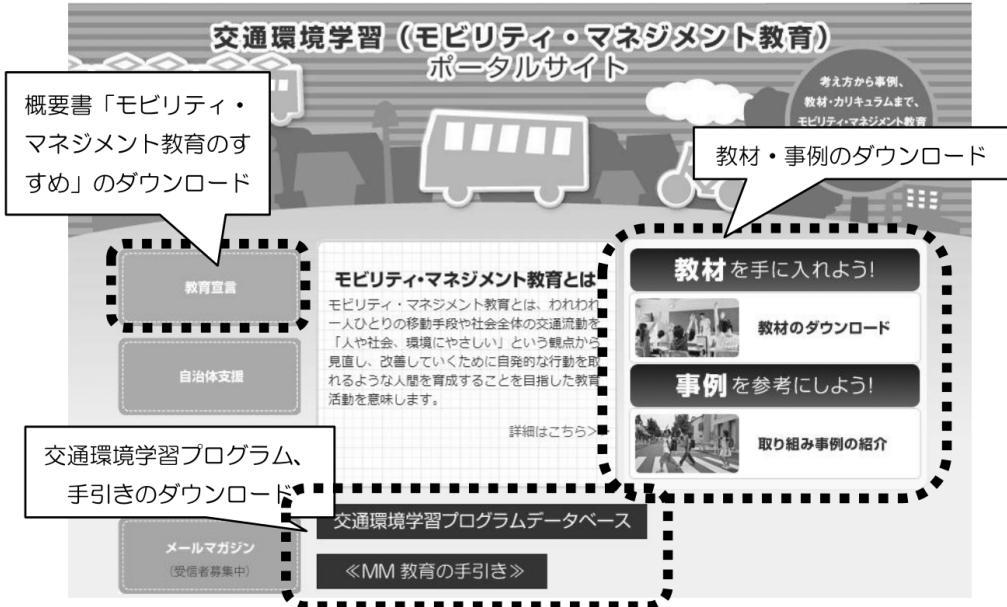 交通環境学習（モビリティ・マネジメント教育）
ポータルサイト
考え方から事例、
教材・カリキュラムまで、
モビリティ・マネジメント教育
概要書「モビリティ・
マネジメント教育のす
すめ」のダウンロード
教材・事例のダウンロード
教育宣言
自治体支援
モビリティ・マネジメント教育とは
モビリティ・マネジメント教育とは、われわれ
一人ひとりの移動手段や社会全体の交通流動を
「人や社会、環境にやさしい」という観点から
見直し、改善していくために自発的な行動を取
れるような人間を育成することを目指した教育
活動を意味します。
詳細はこちら>
教材を手に入れよう!
教材のダウンロード
事例を参考にしよう!
取り組み事例の紹介
交通環境学習プログラム、
手引きのダウンロード
交通環境学習プログラムデータベース
≪MM 教育の手引き≫
メールマガジン
(受信者募集中)